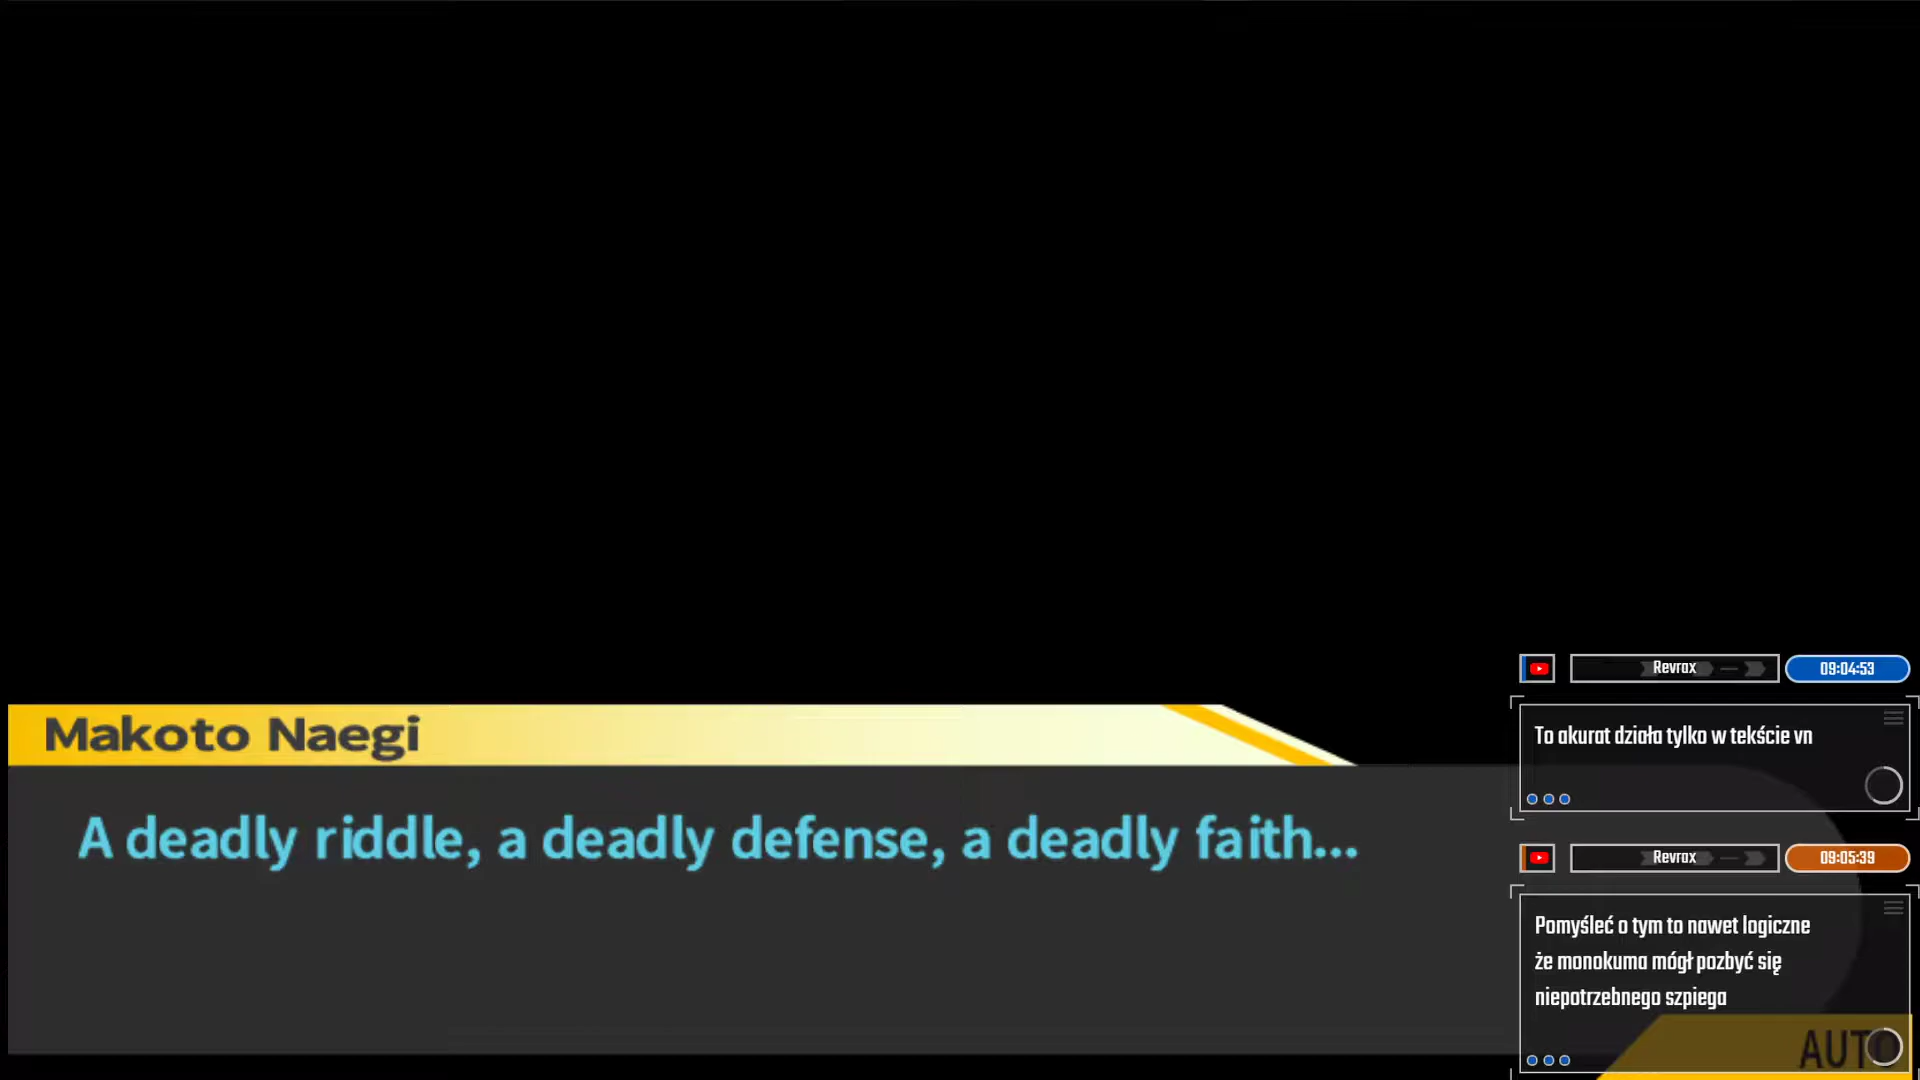 Revrax
09:04:53
Makoto Naegi
To akurat działa tylko w tekście vn
A deadly riddle, a deadly defense, a deadly faith...
Revrax
09:05:39
Pomyśleć o tym to nawet logiczne
że monokuma mógł pozbyć się
niepotrzebnego szpiega
AUTO